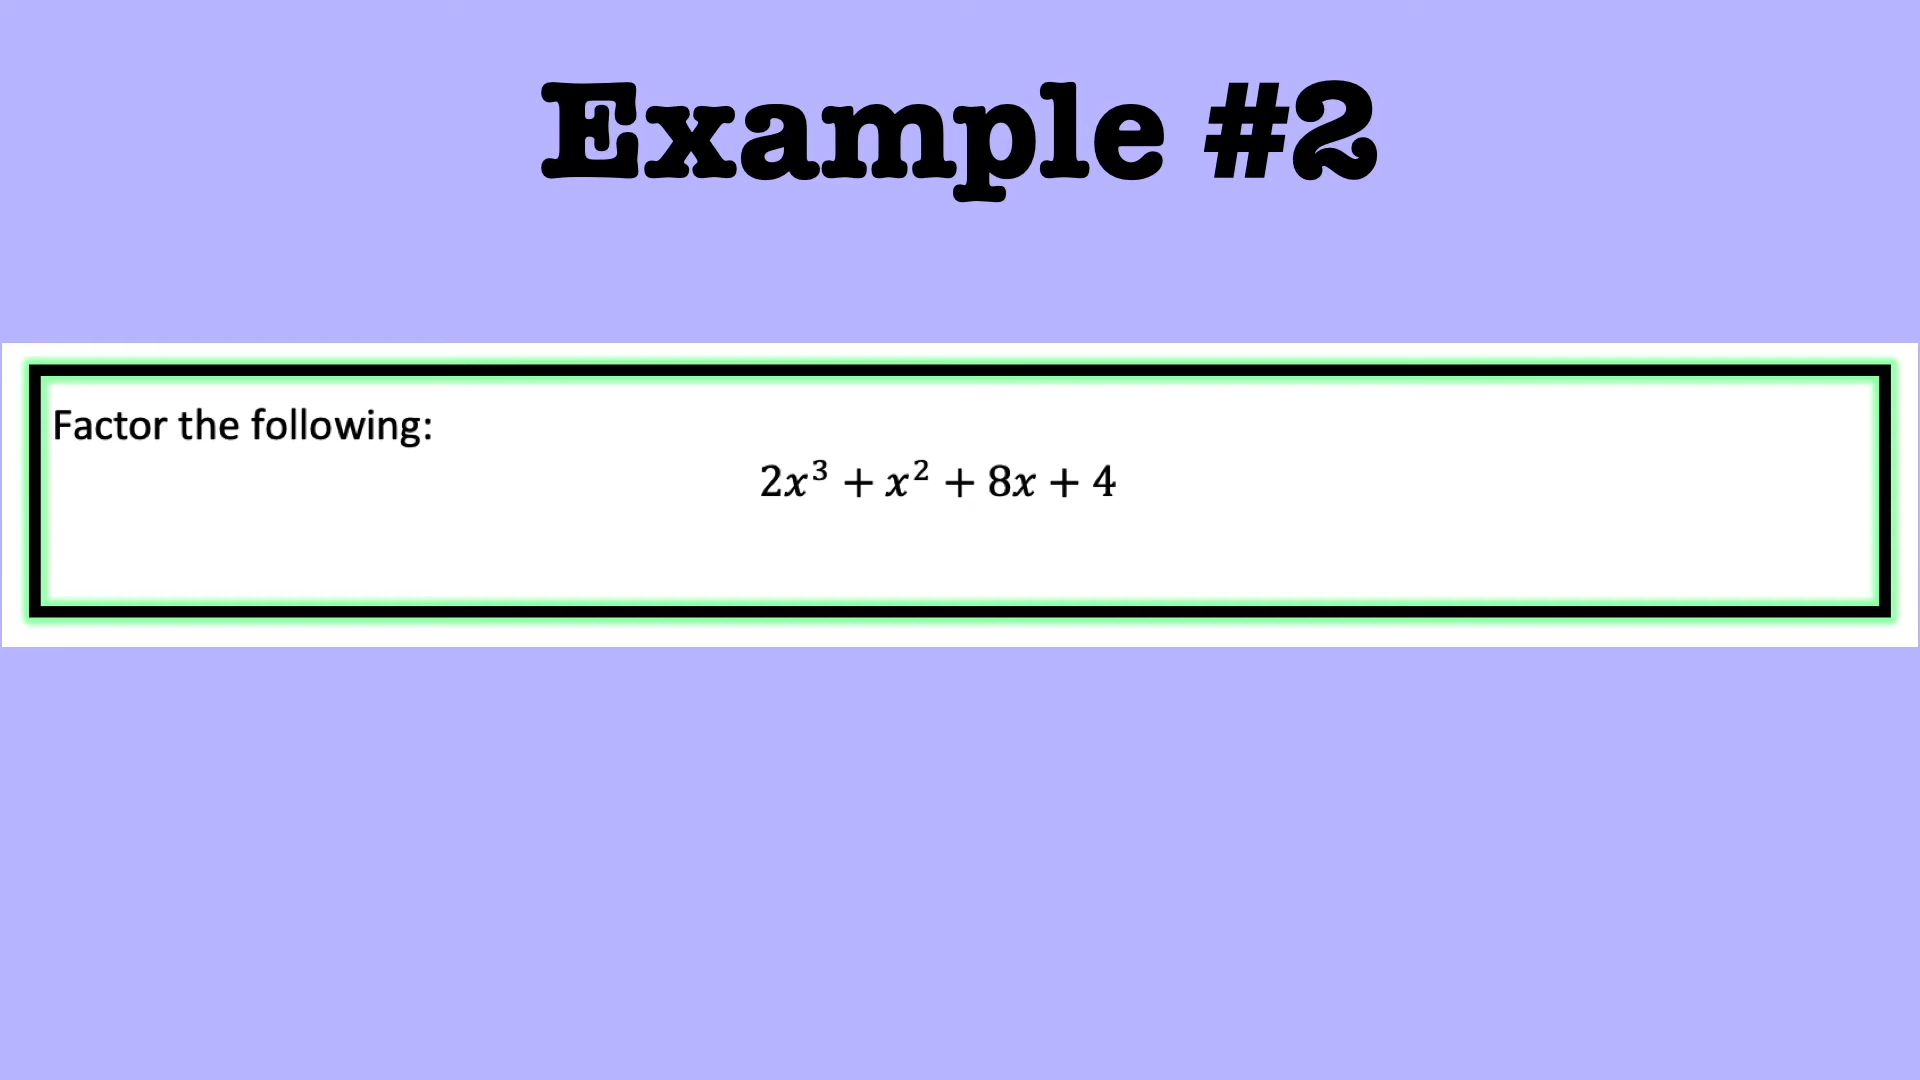 Example #2
Factor the following:
2x³ + x² + 8x + 4